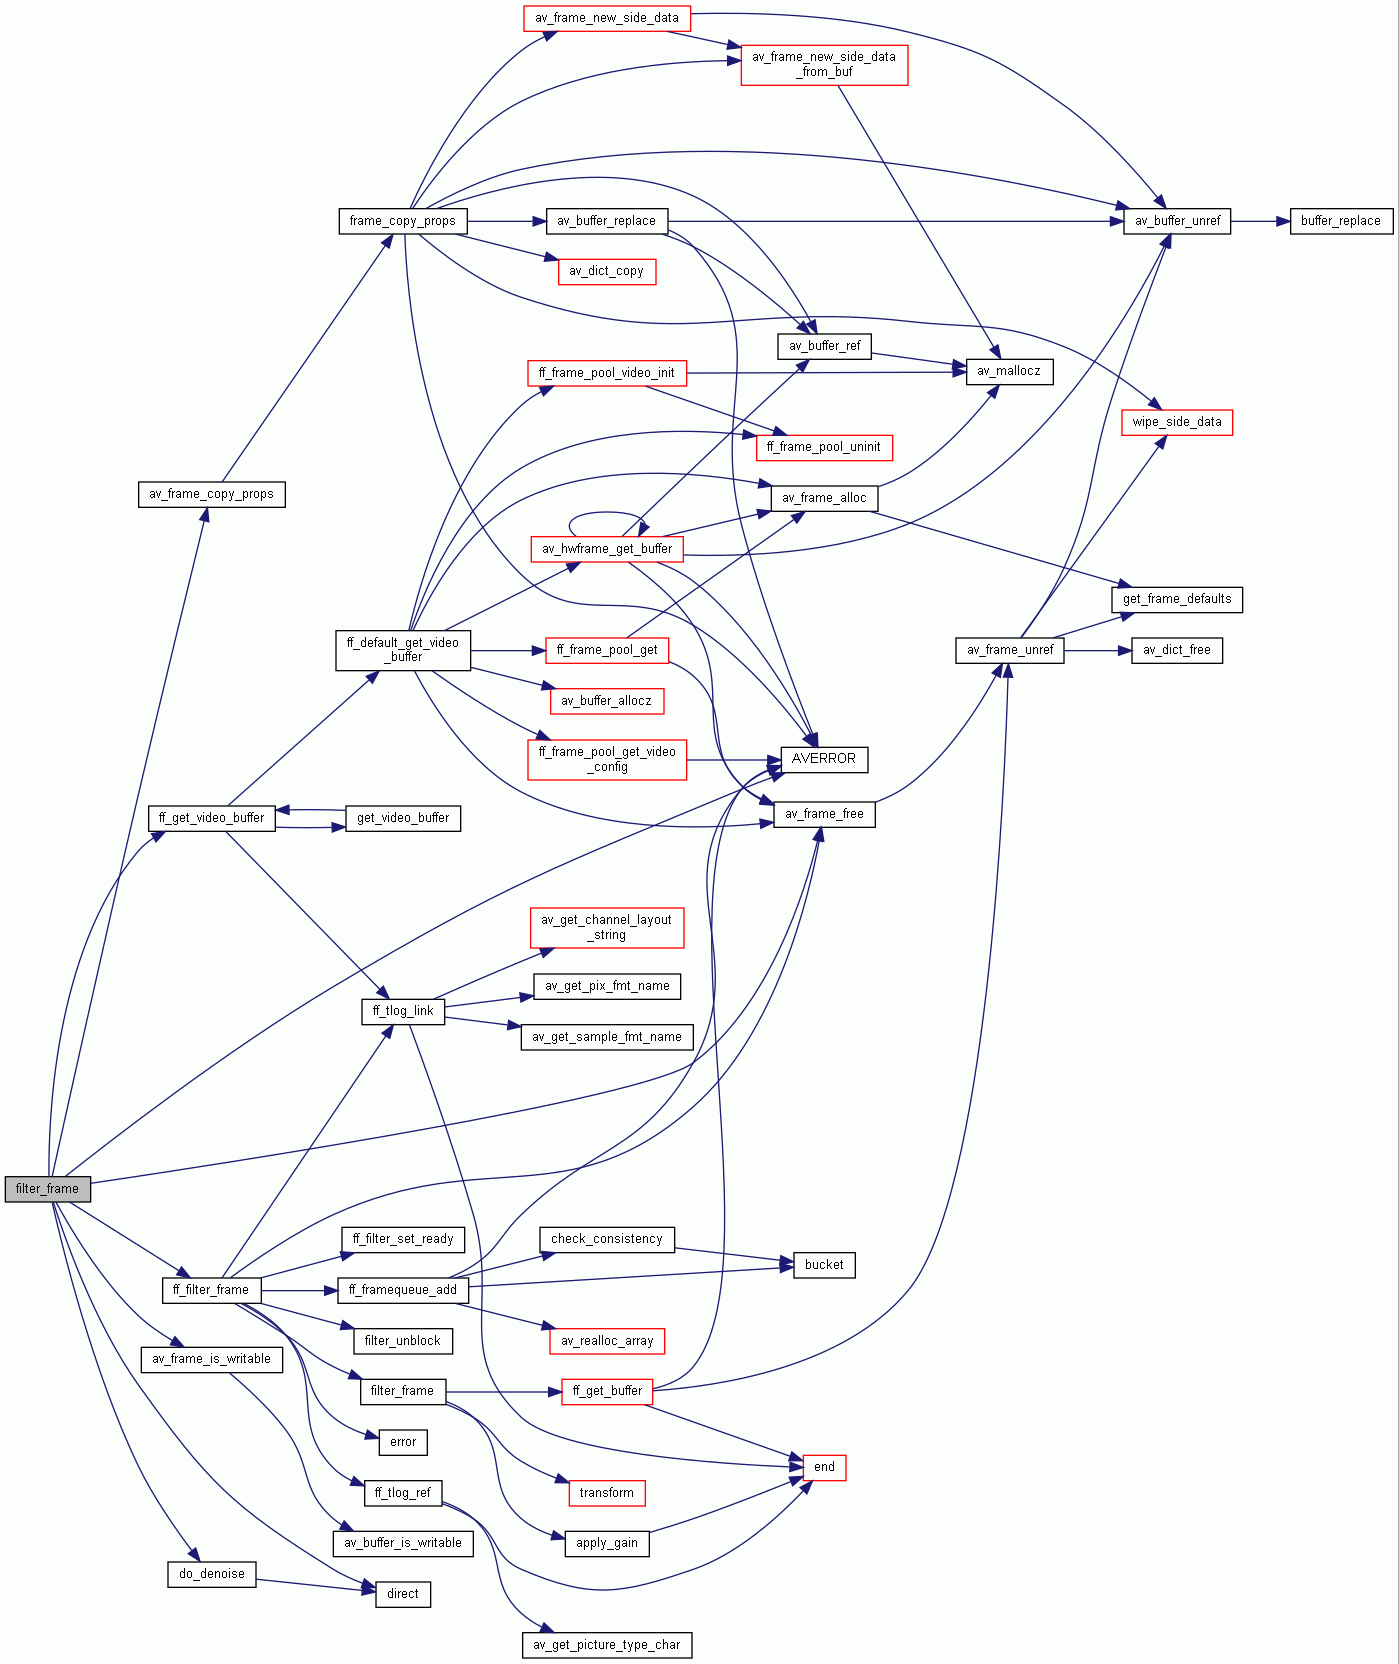 av_frame_new_side_data
av_frame_new_side_data
_from_buf
frame_copy_props
av_buffer_replace
av_buffer_unref
buffer_replace
av_dict_copy
av_buffer_ref
ff_frame_pool_video_init
av_mallocz
wipe_side_data
ff_frame_pool_uninit
av_frame_copy_props
av_frame_alloc
av_hwframe_get_buffer
get_frame_defaults
ff_default_get_video
_buffer
ff_frame_pool_get
av_frame_unref
av_dict_free
av_buffer_allocz
ff_frame_pool_get_video
_config
AVERROR
ff_get_video_buffer
get_video_buffer
av_frame_free
av_get_channel_layout
_string
av_get_pix_fmt_name
ff_tlog_link
av_get_sample_fmt_name
filter_frame
ff_filter_set_ready
check_consistency
bucket
ff_filter_frame
ff_framequeue_add
filter_unblock
av_realloc_array
av_frame_is_writable
filter_frame
ff_get_buffer
error
end
ff_tlog_ref
transform
av_buffer_is_writable
apply_gain
do_denoise
direct
av_get_picture_type_char